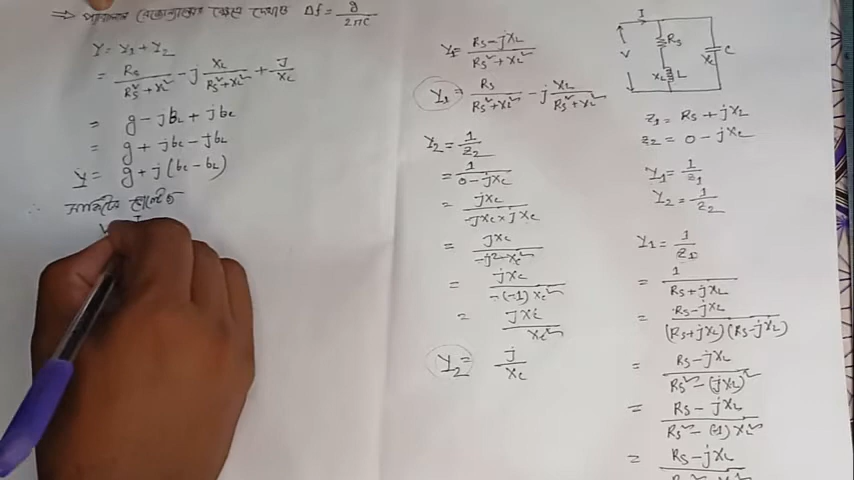 ⇒ প্যারালাল রেজোন্যান্সের ক্ষেত্রে দেখাও Δf = g / 2πC
Y = Y₁ + Y₂
= Rs / (Rs² + XL²) − j XL / (Rs² + XL²) + j / Xc
= g − jbL + jbc
= g + jbc − jbL
Y = g + j(bc − bL)
∴
Y₁ = (Rs − jXL) / (Rs² + XL²)
Y₁ = Rs / (Rs² + XL²) − j XL / (Rs² + XL²)
Y₂ = 1 / Z₂
= 1 / (0 − jXc)
= jXc / (−jXc × jXc)
= jXc / (−j² Xc²)
= jXc / (−(−1) Xc²)
= jXc / Xc²
Y₂ = j / Xc
I
Rs
V
XL L
Xc C
Z₁ = Rs + jXL
Z₂ = 0 − jXc
Y₁ = 1 / Z₁
Y₂ = 1 / Z₂
Y₁ = 1 / Z₁
= 1 / (Rs + jXL)
= (Rs − jXL) / ((Rs + jXL) (Rs − jXL))
= (Rs − jXL) / (Rs² − (jXL)²)
= (Rs − jXL) / (Rs² − (−1) XL²)
= (Rs − jXL) / (Rs² + XL²)